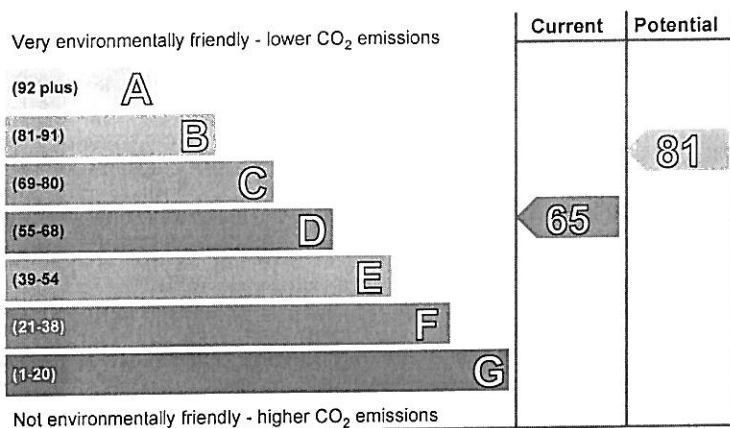 Current Potential
Very environmentally friendly - lower CO₂ emissions
(92 plus) A
(81-91) B
81
(69-80) C
(55-68) D
65
(39-54 E
(21-38) F
(1-20) G
Not environmentally friendly - higher CO₂ emissions